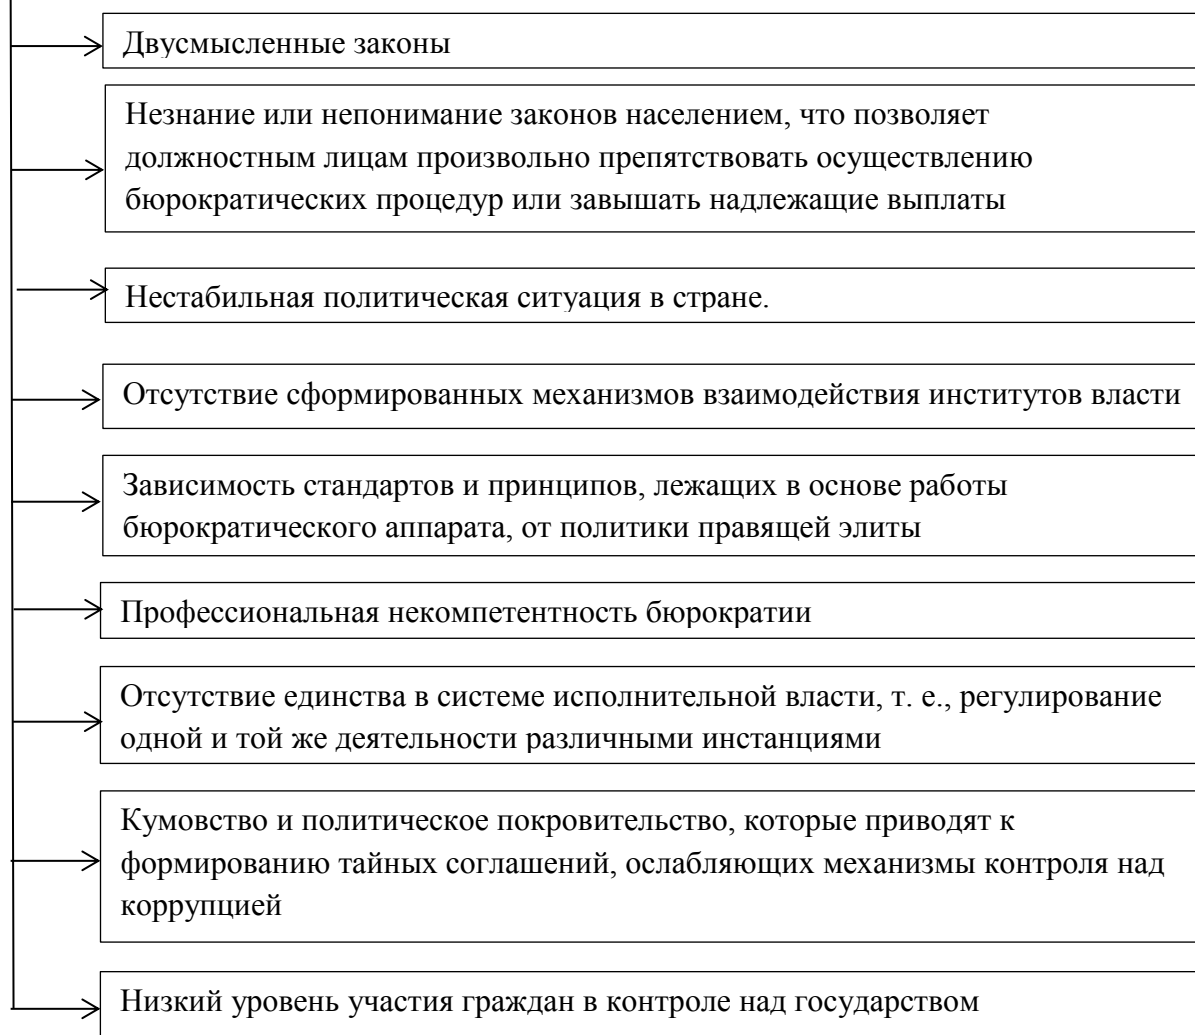 Двусмысленные законы
Незнание или непонимание законов населением, что позволяет
должностным лицам произвольно препятствовать осуществлению
бюрократических процедур или завышать надлежащие выплаты
Нестабильная политическая ситуация в стране.
Отсутствие сформированных механизмов взаимодействия институтов власти
Зависимость стандартов и принципов, лежащих в основе работы
бюрократического аппарата, от политики правящей элиты
Профессиональная некомпетентность бюрократии
Отсутствие единства в системе исполнительной власти, т. е., регулирование
одной и той же деятельности различными инстанциями
Кумовство и политическое покровительство, которые приводят к
формированию тайных соглашений, ослабляющих механизмы контроля над
коррупцией
Низкий уровень участия граждан в контроле над государством